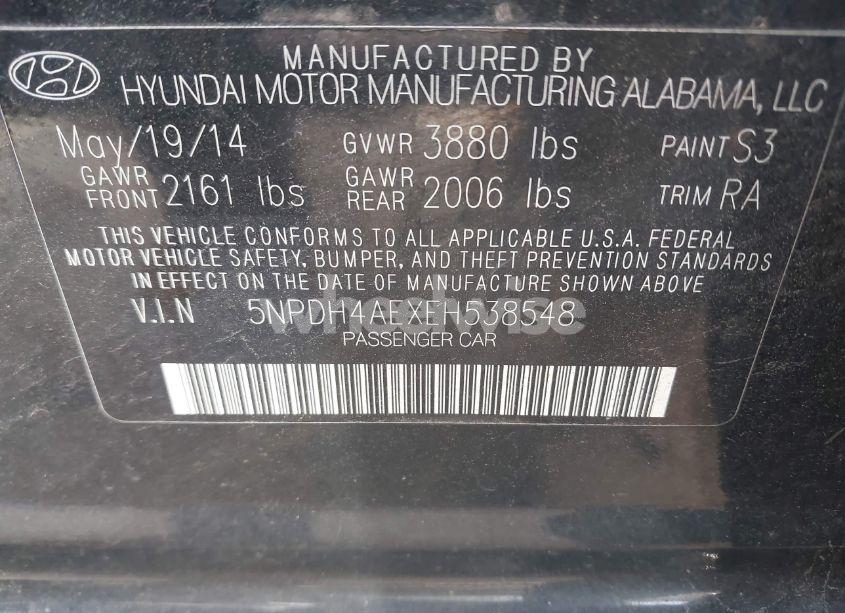 MANUFACTURED BY
HYUNDAI MOTOR MANUFACTURING ALABAMA, LLC
May/19/14 GVWR 3880 lbs PAINT S3
GAWR FRONT 2161 lbs GAWR REAR 2006 lbs TRIM RA
THIS VEHICLE CONFORMS TO ALL APPLICABLE U.S.A. FEDERAL
MOTOR VEHICLE SAFETY, BUMPER, AND THEFT PREVENTION STANDARDS
IN EFFECT ON THE DATE OF MANUFACTURE SHOWN ABOVE.
V.I.N 5NPDH4AEXEH538548
wheelwise
PASSENGER CAR